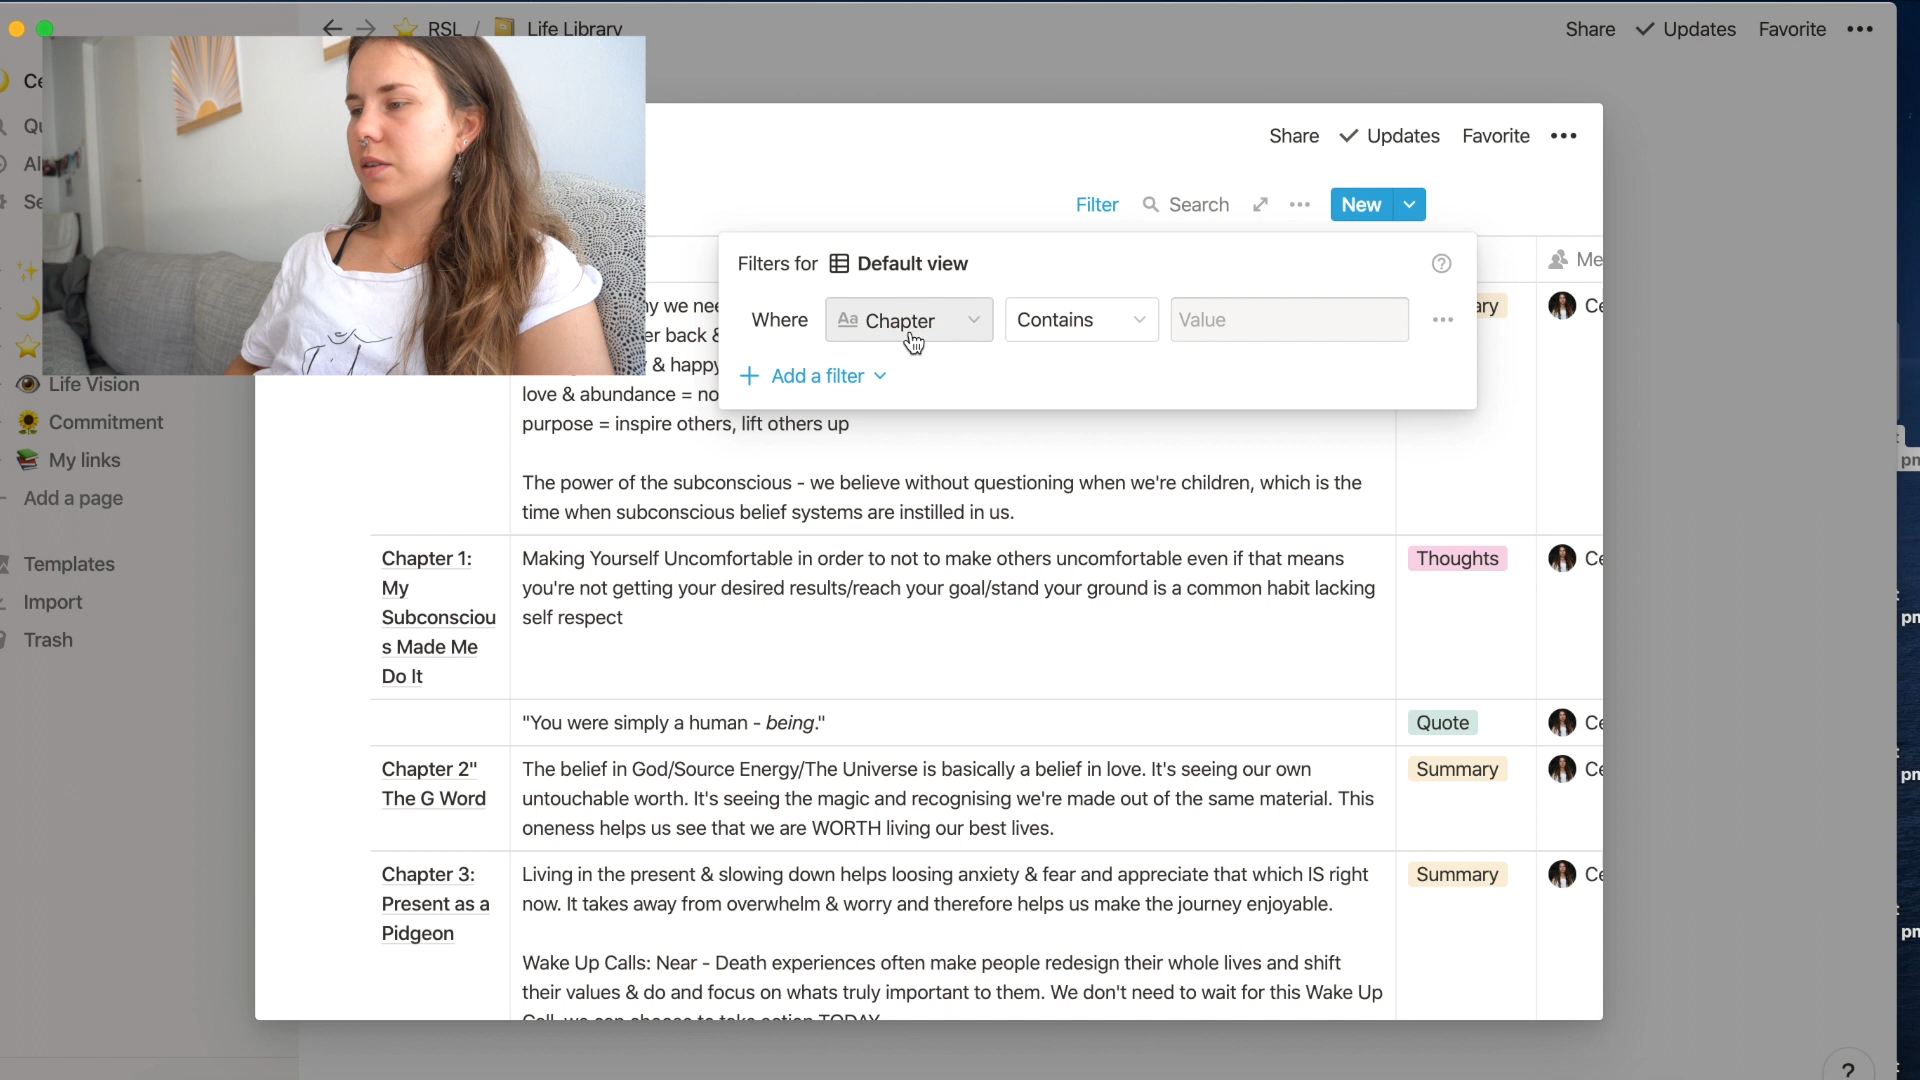 RSL / Life Library
Share Updates Favorite
Life Vision
Commitment
My links
Add a page
Templates
Import
Trash
Share Updates Favorite
Filter Search New
Filters for Default view
Where Aa Chapter Contains Value
Add a filter
love & abundance = no
purpose = inspire others, lift others up
The power of the subconscious - we believe without questioning when we're children, which is the
time when subconscious belief systems are instilled in us.
Chapter 1:
My
Subconsciou
s Made Me
Do It
Making Yourself Uncomfortable in order to not to make others uncomfortable even if that means
you're not getting your desired results/reach your goal/stand your ground is a common habit lacking
self respect
Thoughts
"You were simply a human - being."
Quote
Chapter 2"
The G Word
The belief in God/Source Energy/The Universe is basically a belief in love. It's seeing our own
untouchable worth. It's seeing the magic and recognising we're made out of the same material. This
oneness helps us see that we are WORTH living our best lives.
Summary
Chapter 3:
Present as a
Pidgeon
Living in the present & slowing down helps loosing anxiety & fear and appreciate that which IS right
now. It takes away from overwhelm & worry and therefore helps us make the journey enjoyable.
Wake Up Calls: Near - Death experiences often make people redesign their whole lives and shift
their values & do and focus on whats truly important to them. We don't need to wait for this Wake Up
Summary
?